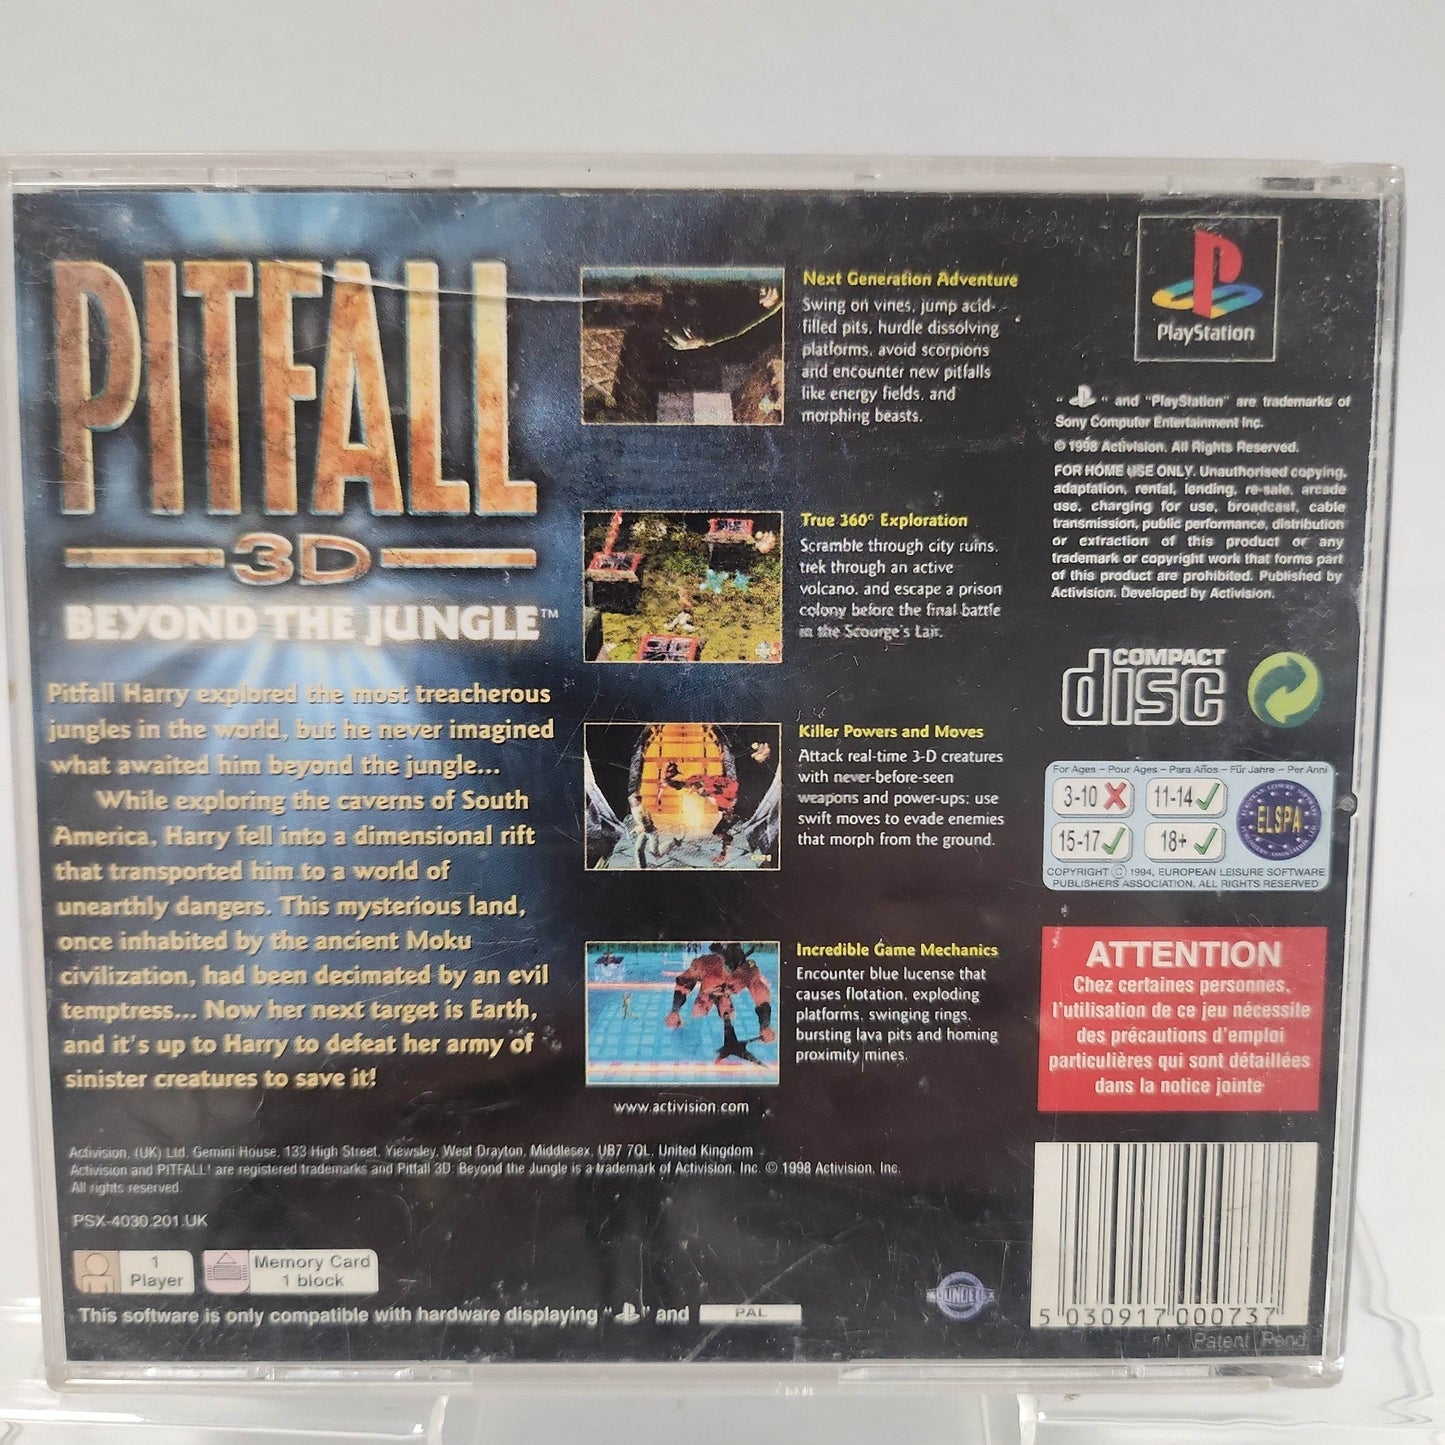 PITFALL
3D
BEYOND THE JUNGLE™
Pitfall Harry explored the most treacherous
jungles in the world, but he never imagined
what awaited him beyond the jungle...
While exploring the caverns of South
America, Harry fell into a dimensional rift
that transported him to a world of
unearthly dangers. This mysterious land,
once inhabited by the ancient Moku
civilization, had been decimated by an evil
temptress... Now her next target is Earth,
and it's up to Harry to defeat her army of
sinister creatures to save it!
Next Generation Adventure
Swing on vines, jump acid-
filled pits, hurdle dissolving
platforms, avoid scorpions
and encounter new pitfalls
like energy fields, and
morphing beasts.
True 360° Exploration
Scramble through city ruins,
trek through an active
volcano, and escape a prison
colony before the final battle
in the Scourge's Lair.
Killer Powers and Moves
Attack real-time 3-D creatures
with never-before-seen
weapons and power-ups: use
swift moves to evade enemies
that morph from the ground.
Incredible Game Mechanics
Encounter blue lucense that
causes flotation, exploding
platforms, swinging rings,
bursting lava pits and homing
proximity mines.
www.activision.com
PlayStation
" " and "PlayStation" are trademarks of
Sony Computer Entertainment Inc.
© 1998 Activision. All Rights Reserved.
FOR HOME USE ONLY. Unauthorised copying,
adaptation, rental, lending, re-sale, arcade
use, charging for use, broadcast, cable
transmission, public performance, distribution
or extraction of this product or any
trademark or copyright work that forms part
of this product are prohibited. Published by
Activision. Developed by Activision.
COMPACT
disc
For Ages – Pour Ages – Para Años – Für Jahre – Per Anni
3-10 11-14
15-17 18+
ELSPA
COPYRIGHT © 1994, EUROPEAN LEISURE SOFTWARE
PUBLISHERS ASSOCIATION. ALL RIGHTS RESERVED
ATTENTION
Chez certaines personnes,
l'utilisation de ce jeu nécessite
des précautions d'emploi
particulières qui sont détaillées
dans la notice jointe
Activision, (UK) Ltd. Gemini House, 133 High Street, Yiewsley, West Drayton, Middlesex, UB7 7QL, United Kingdom
Activision and PITFALL! are registered trademarks and Pitfall 3D: Beyond the Jungle is a trademark of Activision, Inc. © 1998 Activision, Inc.
All rights reserved.
PSX-4030.201.UK
1
Player
Memory Card
1 block
This software is only compatible with hardware displaying " " and PAL
5 030917 000737
Patent Pend